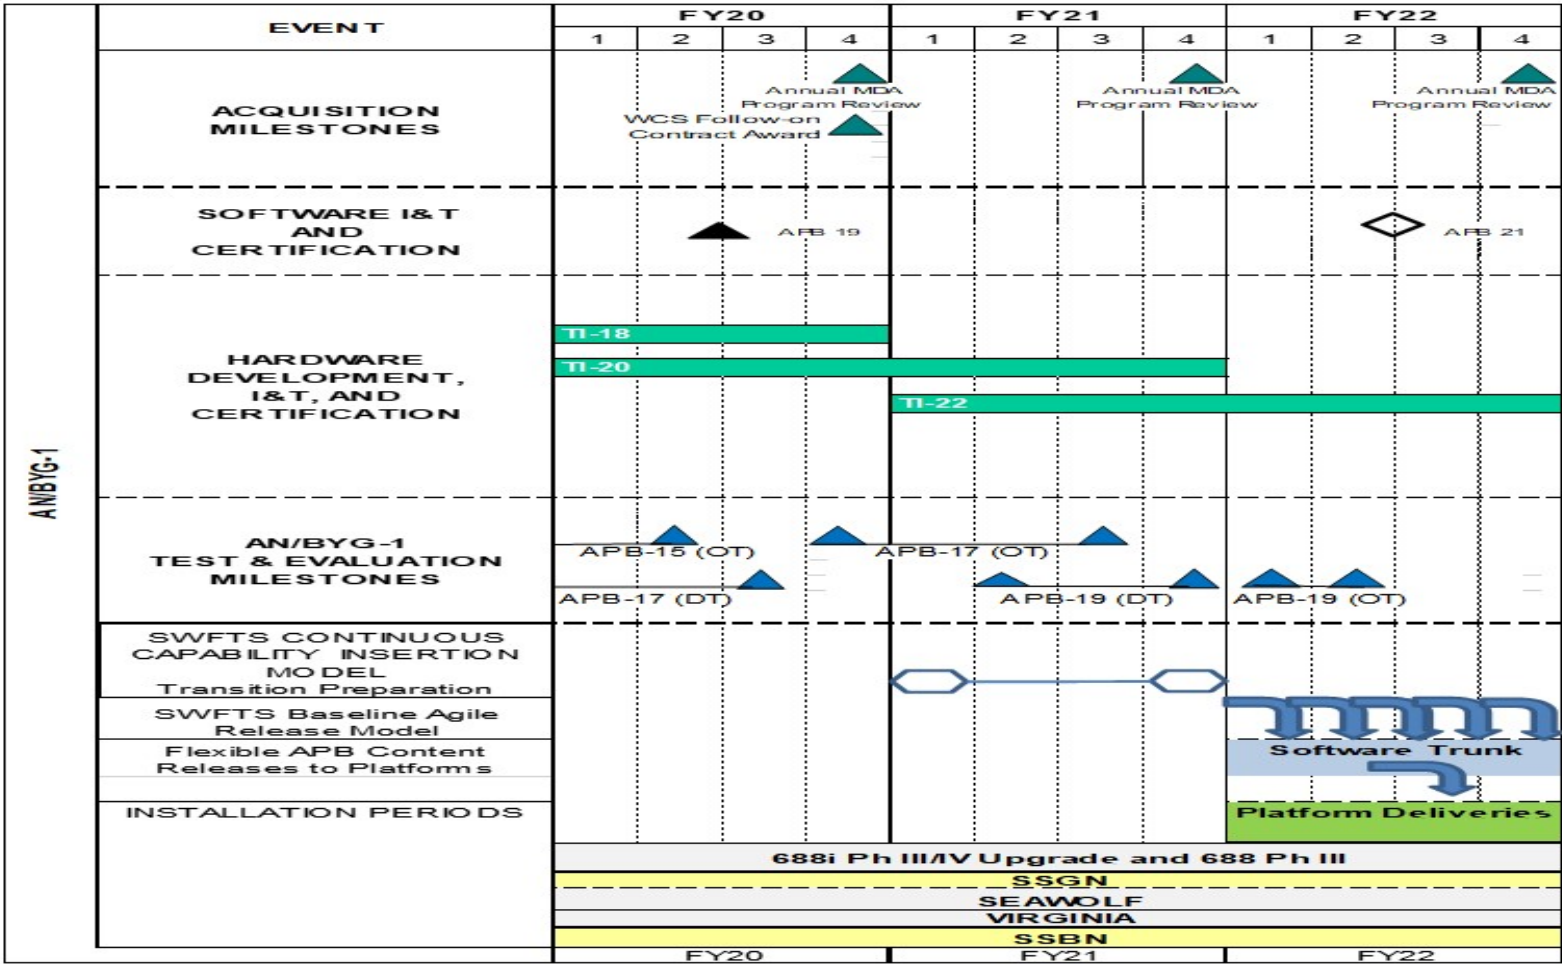 EVENT
FY20
FY21
FY22
1 2 3 4 1 2 3 4 1 2 3 4
ACQUISITION
MILESTONES
Annual MDA
Program Review
WCS Follow-on
Contract Award
Annual MDA
Program Review
Annual MDA
Program Review
SOFTWARE I&T
AND
CERTIFICATION
APB 19
APB 21
HARDWARE
DEVELOPMENT,
I&T, AND
CERTIFICATION
TI-18
TI-20
TI-22
AN/BYG-1
AN/BYG-1
TEST & EVALUATION
MILESTONES
APB-15 (OT)
APB-17 (OT)
APB-17 (DT)
APB-19 (DT)
APB-19 (OT)
SWFTS CONTINUOUS
CAPABILITY INSERTION
MODEL
Transition Preparation
SWFTS Baseline Agile
Release Model
Flexible APB Content
Releases to Platforms
Software Trunk
INSTALLATION PERIODS
Platform Deliveries
688i Ph III/IV Upgrade and 688 Ph III
SSGN
SEAWOLF
VIRGINIA
SSBN
FY20
FY21
FY22